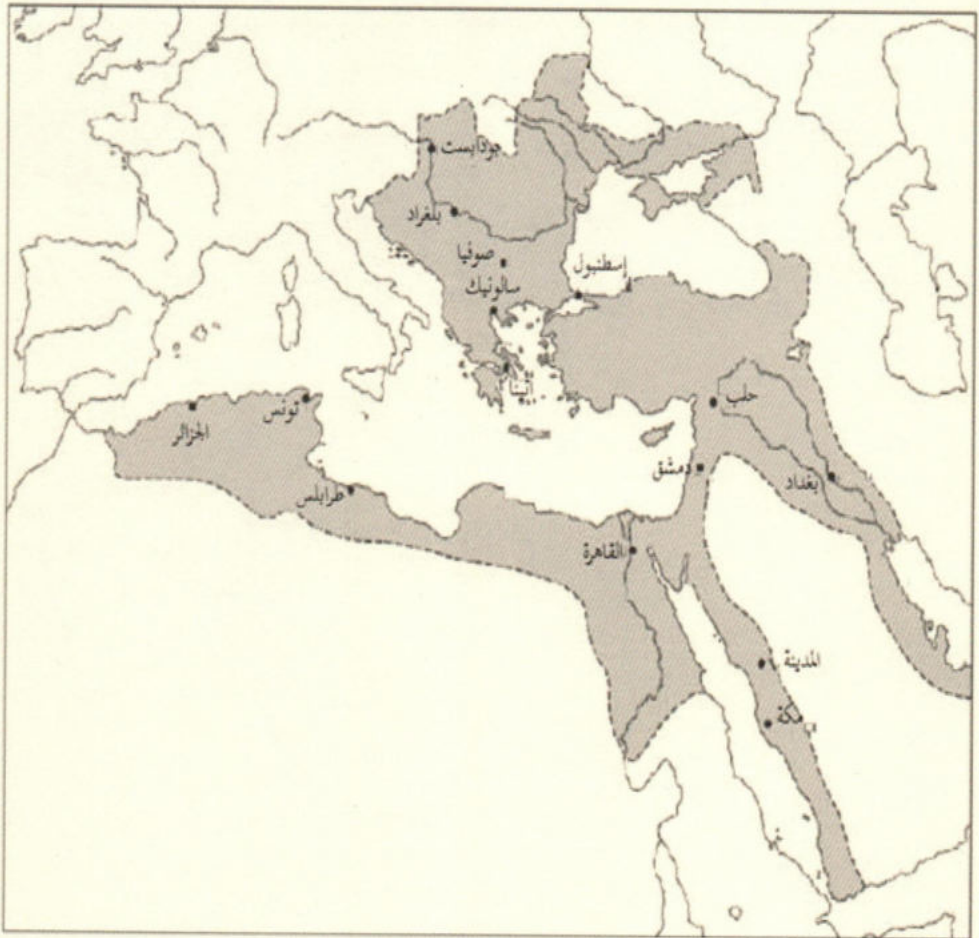 بودابست
بلغراد
صوفيا
سالونيك
إسطنبول
أثينا
تونس
الجزائر
طرابلس
حلب
دمشق
بغداد
القاهرة
المدينة
مكة